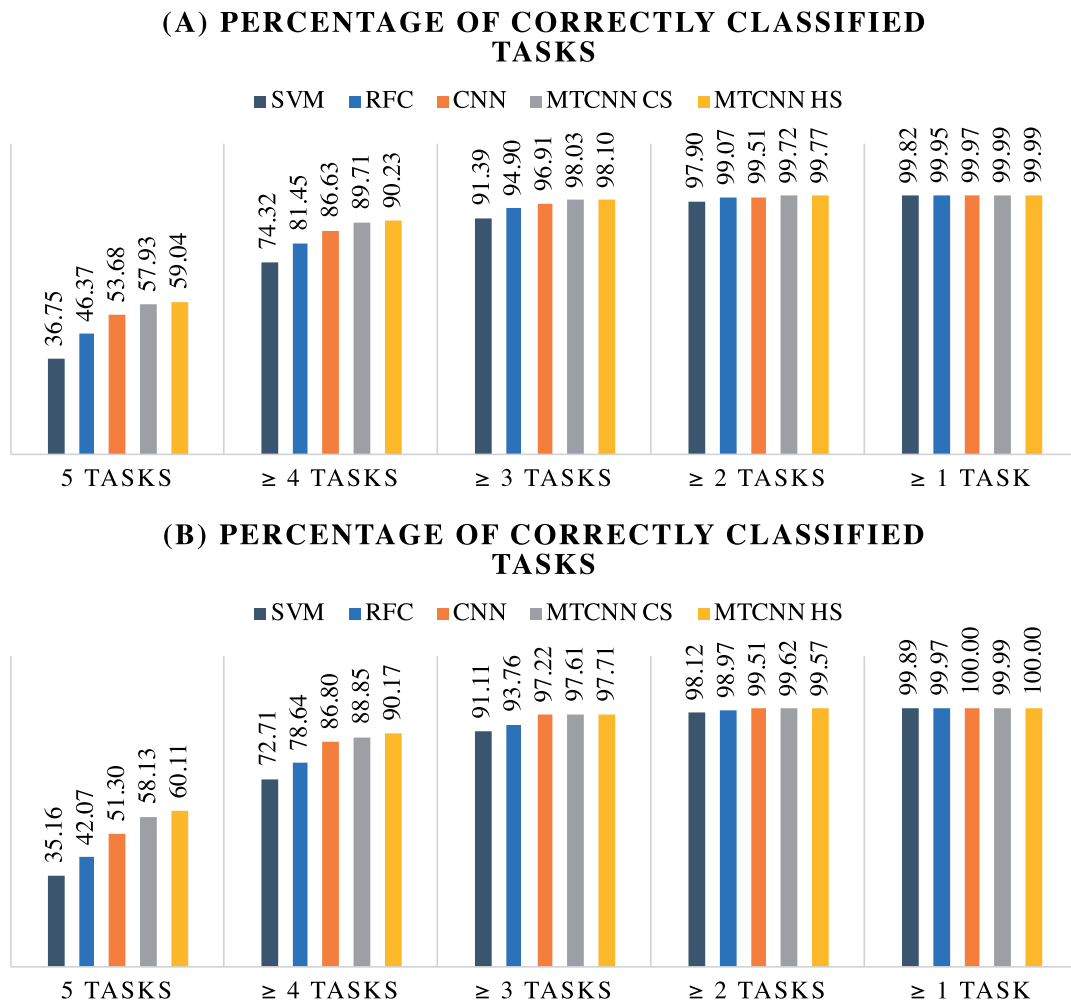 (A) PERCENTAGE OF CORRECTLY CLASSIFIED
TASKS
SVM RFC CNN MTCNN CS MTCNN HS
36.75 46.37 53.68 57.93 59.04
74.32 81.45 86.63 89.71 90.23
91.39 94.90 96.91 98.03 98.10
97.90 99.07 99.51 99.72 99.77
99.82 99.95 99.97 99.99 99.99
5 TASKS ≥ 4 TASKS ≥ 3 TASKS ≥ 2 TASKS ≥ 1 TASK
(B) PERCENTAGE OF CORRECTLY CLASSIFIED
TASKS
SVM RFC CNN MTCNN CS MTCNN HS
35.16 42.07 51.30 58.13 60.11
72.71 78.64 86.80 88.85 90.17
91.11 93.76 97.22 97.61 97.71
98.12 98.97 99.51 99.62 99.57
99.89 99.97 100.00 99.99 100.00
5 TASKS ≥ 4 TASKS ≥ 3 TASKS ≥ 2 TASKS ≥ 1 TASK